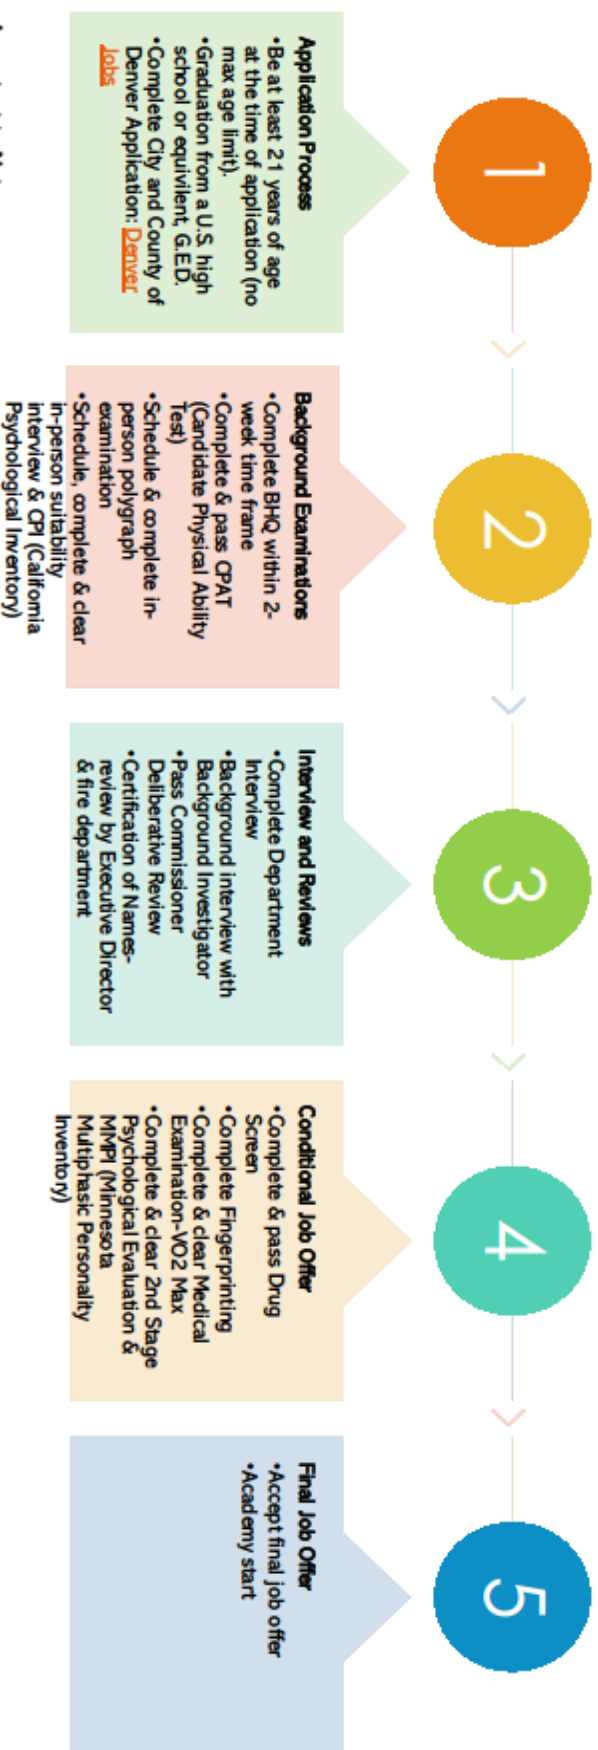 1
2
3
4
5
Application Process
•Be at least 21 years of age
at the time of application (no
max age limit).
•Graduation from a U.S. high
school or equivilent, G.E.D.
•Complete City and County of
Denver Application: Denver
Jobs
Background Examinations
•Complete BHQ within 2-
week time frame
•Complete & pass CPAT
(Candidate Physical Ability
Test)
•Schedule & complete in-
person polygraph
examination
•Schedule, complete & clear
in-person suitability
interview & CPI (California
Psychological Inventory)
Interview and Reviews
•Complete Department
Interview
•Background interview with
Background Investigator
•Pass Commissioner
Deliberative Review
•Certification of Names-
review by Executive Director
& fire department
Conditional Job Offer
•Complete & pass Drug
Screen
•Complete Fingerprinting
•Complete & clear Medical
Examination-VO2 Max
•Complete & clear 2nd Stage
Psychological Evaluation &
MMPI (Minnesota
Multiphasic Personality
Inventory)
Final Job Offer
•Accept final job offer
•Academy start